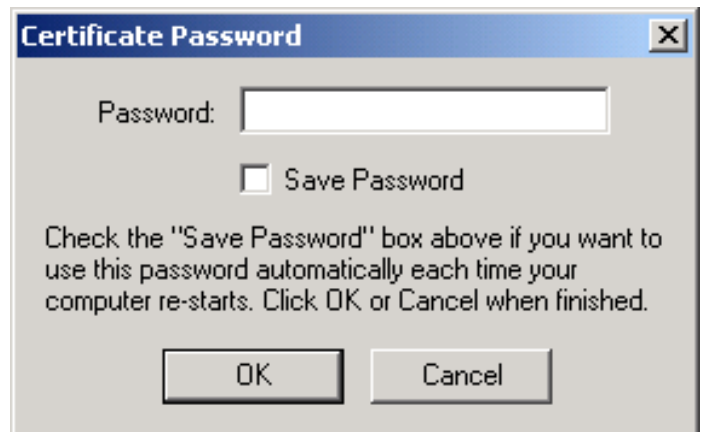 Certificate Password
Password:
Save Password
Check the "Save Password" box above if you want to
use this password automatically each time your
computer re-starts. Click OK or Cancel when finished.
OK
Cancel